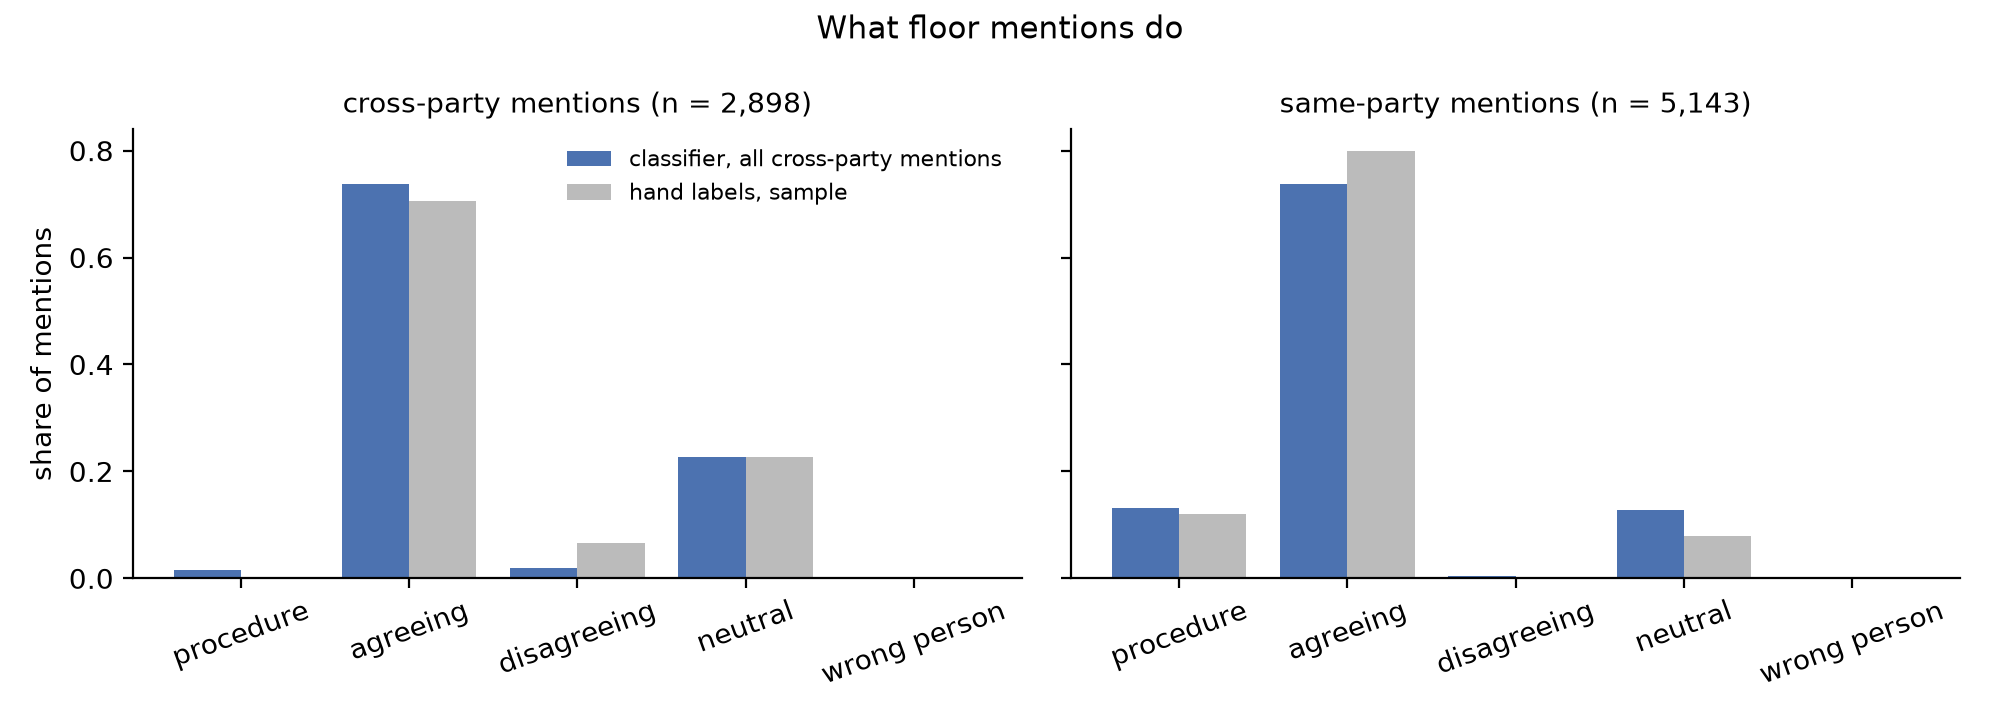 What floor mentions do
cross-party mentions (n = 2,898)
classifier, all cross-party mentions
hand labels, sample
share of mentions
0.8
0.6
0.4
0.2
0.0
procedure
agreeing
disagreeing
neutral
wrong person
same-party mentions (n = 5,143)
procedure
agreeing
disagreeing
neutral
wrong person